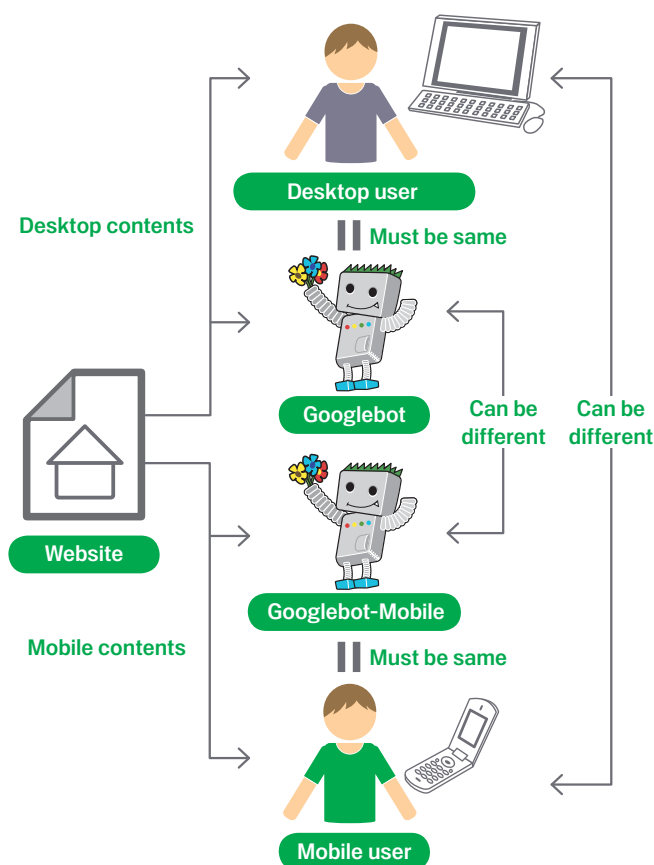 Desktop user
Desktop contents
Must be same
Googlebot
Can be
different
Can be
different
Website
Googlebot-Mobile
Mobile contents
Must be same
Mobile user